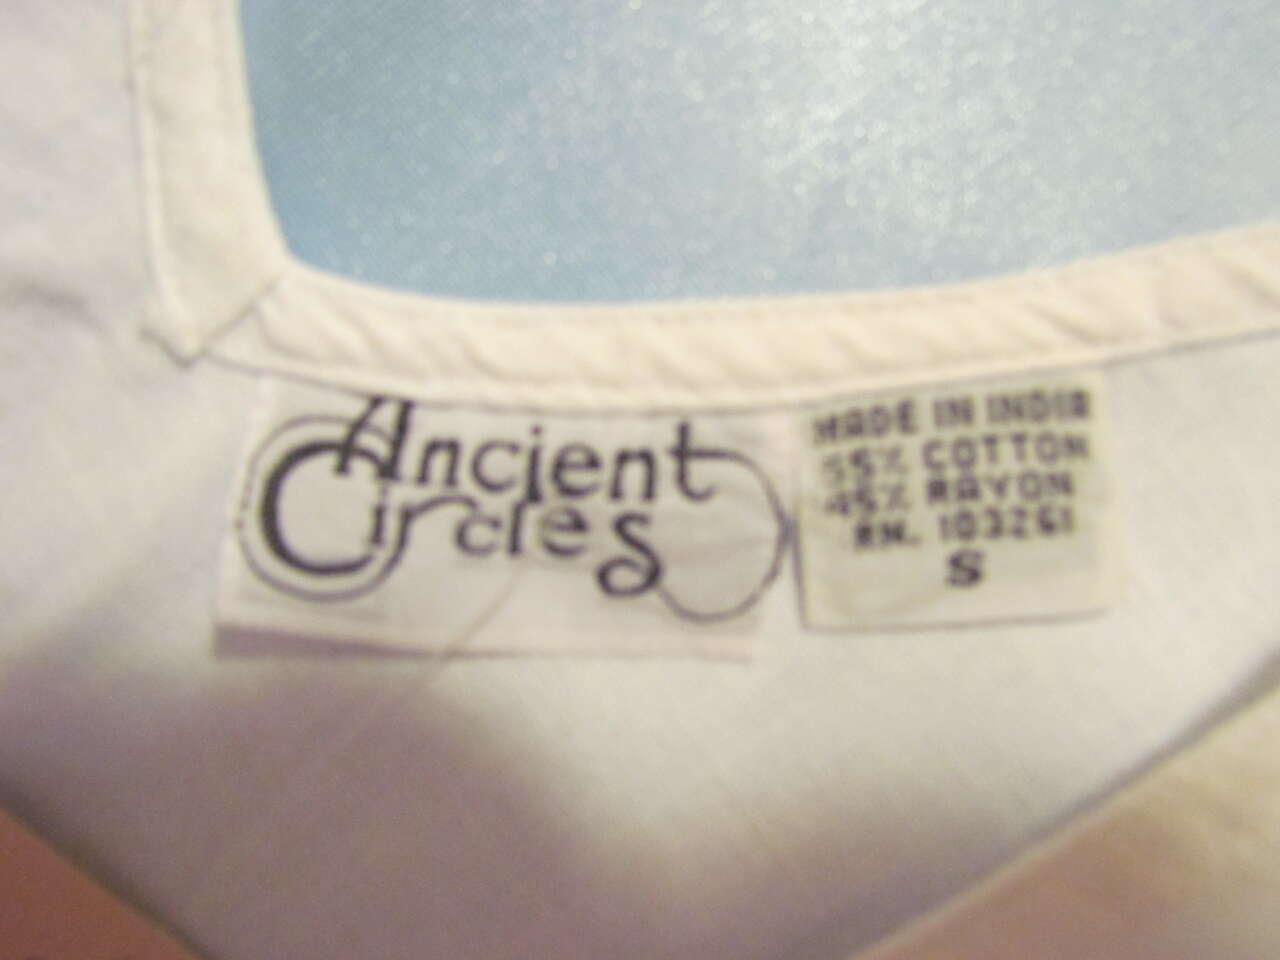 Ancient
Circles
MADE IN INDIA
55% COTTON
45% RAYON
RN. 103261
S